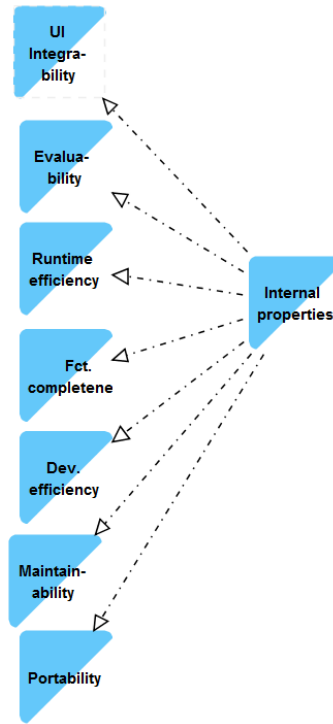 UI
Integra-
bility
Evalua-
bility
Runtime
efficiency
Internal
properties
Fct.
completene
Dev.
efficiency
Maintain-
ability
Portability